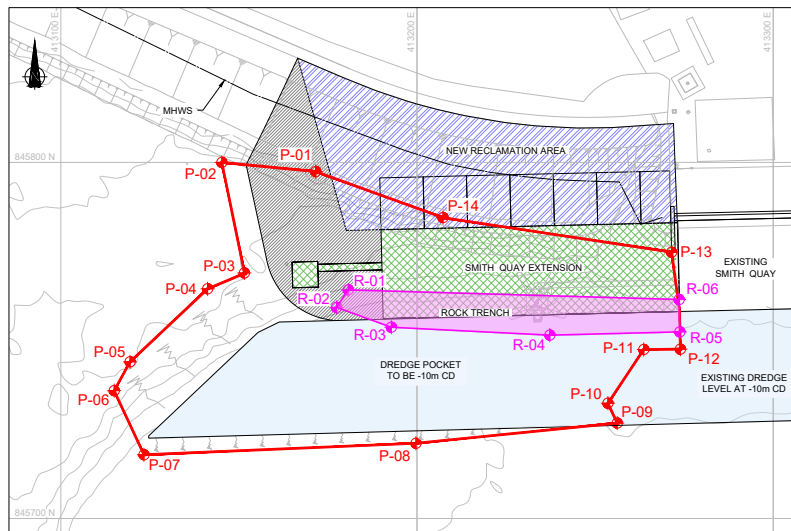 413100 E
413200 E
413300 E
MHWS
845800 N
P-02
P-01
NEW RECLAMATION AREA
P-14
P-13
EXISTING
SMITH QUAY
P-03
P-04
SMITH QUAY EXTENSION
R-01
R-02
R-06
ROCK TRENCH
R-03
R-04
R-05
P-05
P-06
P-11
P-12
DREDGE POCKET
TO BE -10m CD
EXISTING DREDGE
LEVEL AT -10m CD
P-10
P-09
P-08
P-07
845700 N